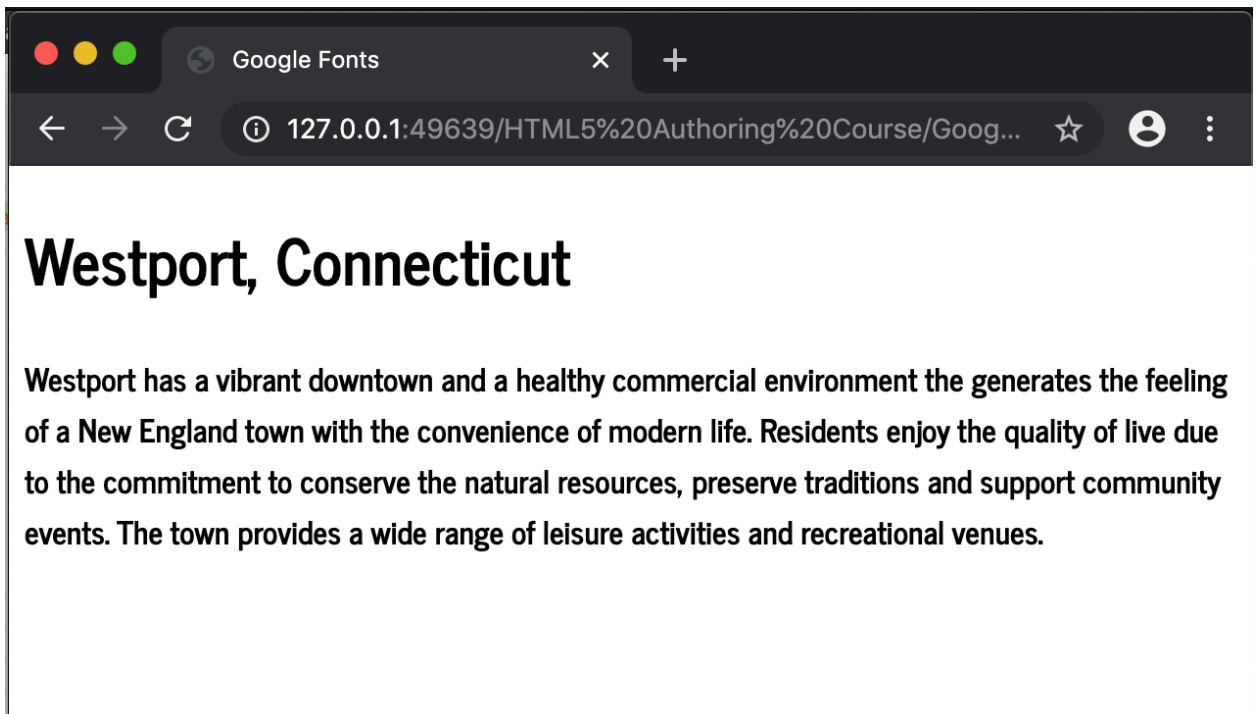 Google Fonts
127.0.0.1:49639/HTML5%20Authoring%20Course/Goog...
Westport, Connecticut
Westport has a vibrant downtown and a healthy commercial environment the generates the feeling
of a New England town with the convenience of modern life. Residents enjoy the quality of live due
to the commitment to conserve the natural resources, preserve traditions and support community
events. The town provides a wide range of leisure activities and recreational venues.